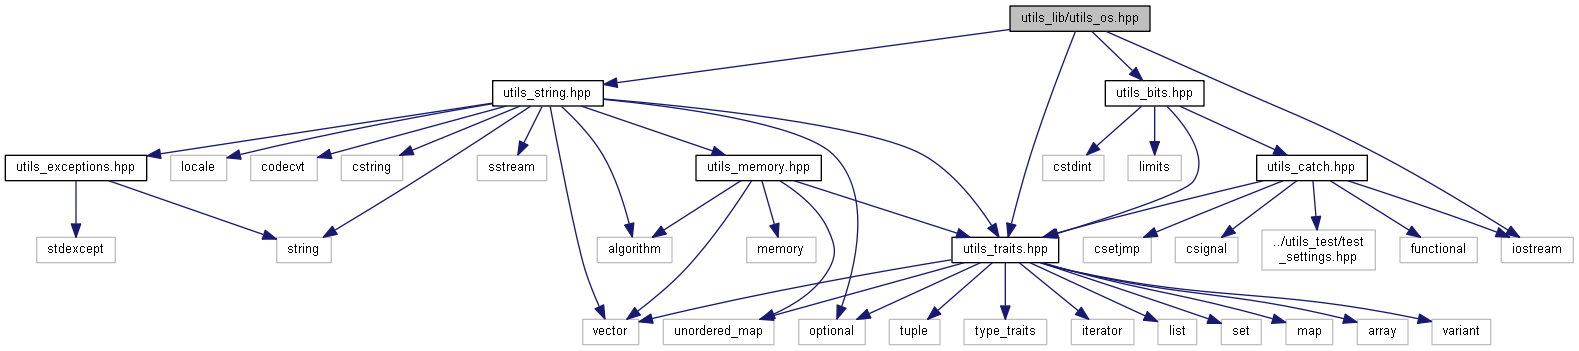 utils_lib/utils_os.hpp
utils_string.hpp
utils_bits.hpp
utils_exceptions.hpp
locale
codecvt
cstring
sstream
utils_memory.hpp
cstdint
limits
utils_catch.hpp
stdexcept
string
algorithm
memory
utils_traits.hpp
csetjmp
csignal
../utils_test/test
_settings.hpp
functional
iostream
vector
unordered_map
optional
tuple
type_traits
iterator
list
set
map
array
variant